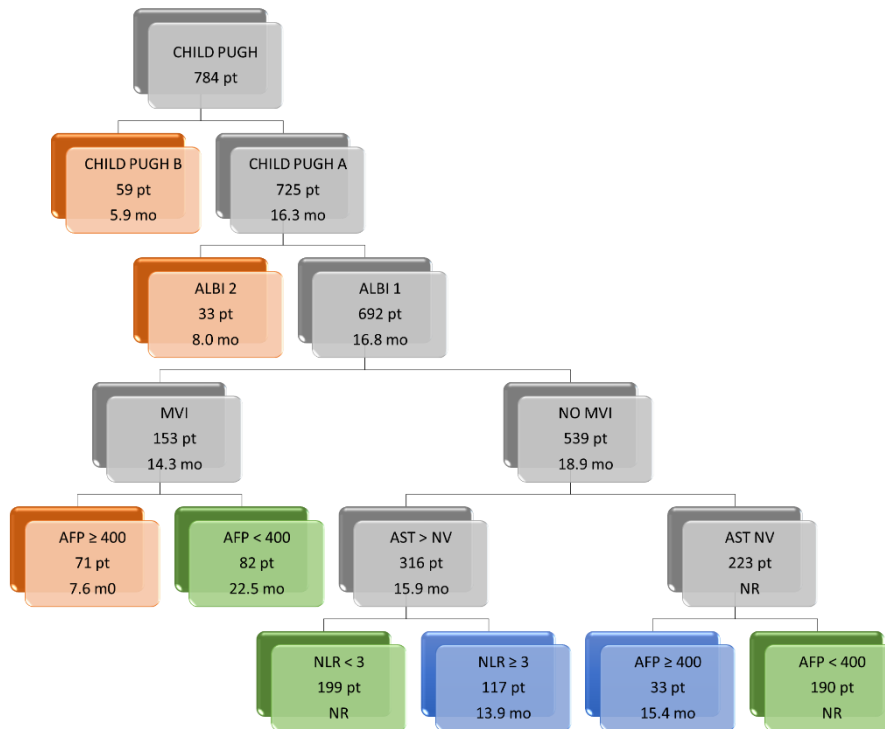 CHILD PUGH
784 pt
CHILD PUGH B
59 pt
5.9 mo
CHILD PUGH A
725 pt
16.3 mo
ALBI 2
33 pt
8.0 mo
ALBI 1
692 pt
16.8 mo
MVI
153 pt
14.3 mo
NO MVI
539 pt
18.9 mo
AFP ≥ 400
71 pt
7.6 m0
AFP < 400
82 pt
22.5 mo
AST > NV
316 pt
15.9 mo
AST NV
223 pt
NR
NLR < 3
199 pt
NR
NLR ≥ 3
117 pt
13.9 mo
AFP ≥ 400
33 pt
15.4 mo
AFP < 400
190 pt
NR